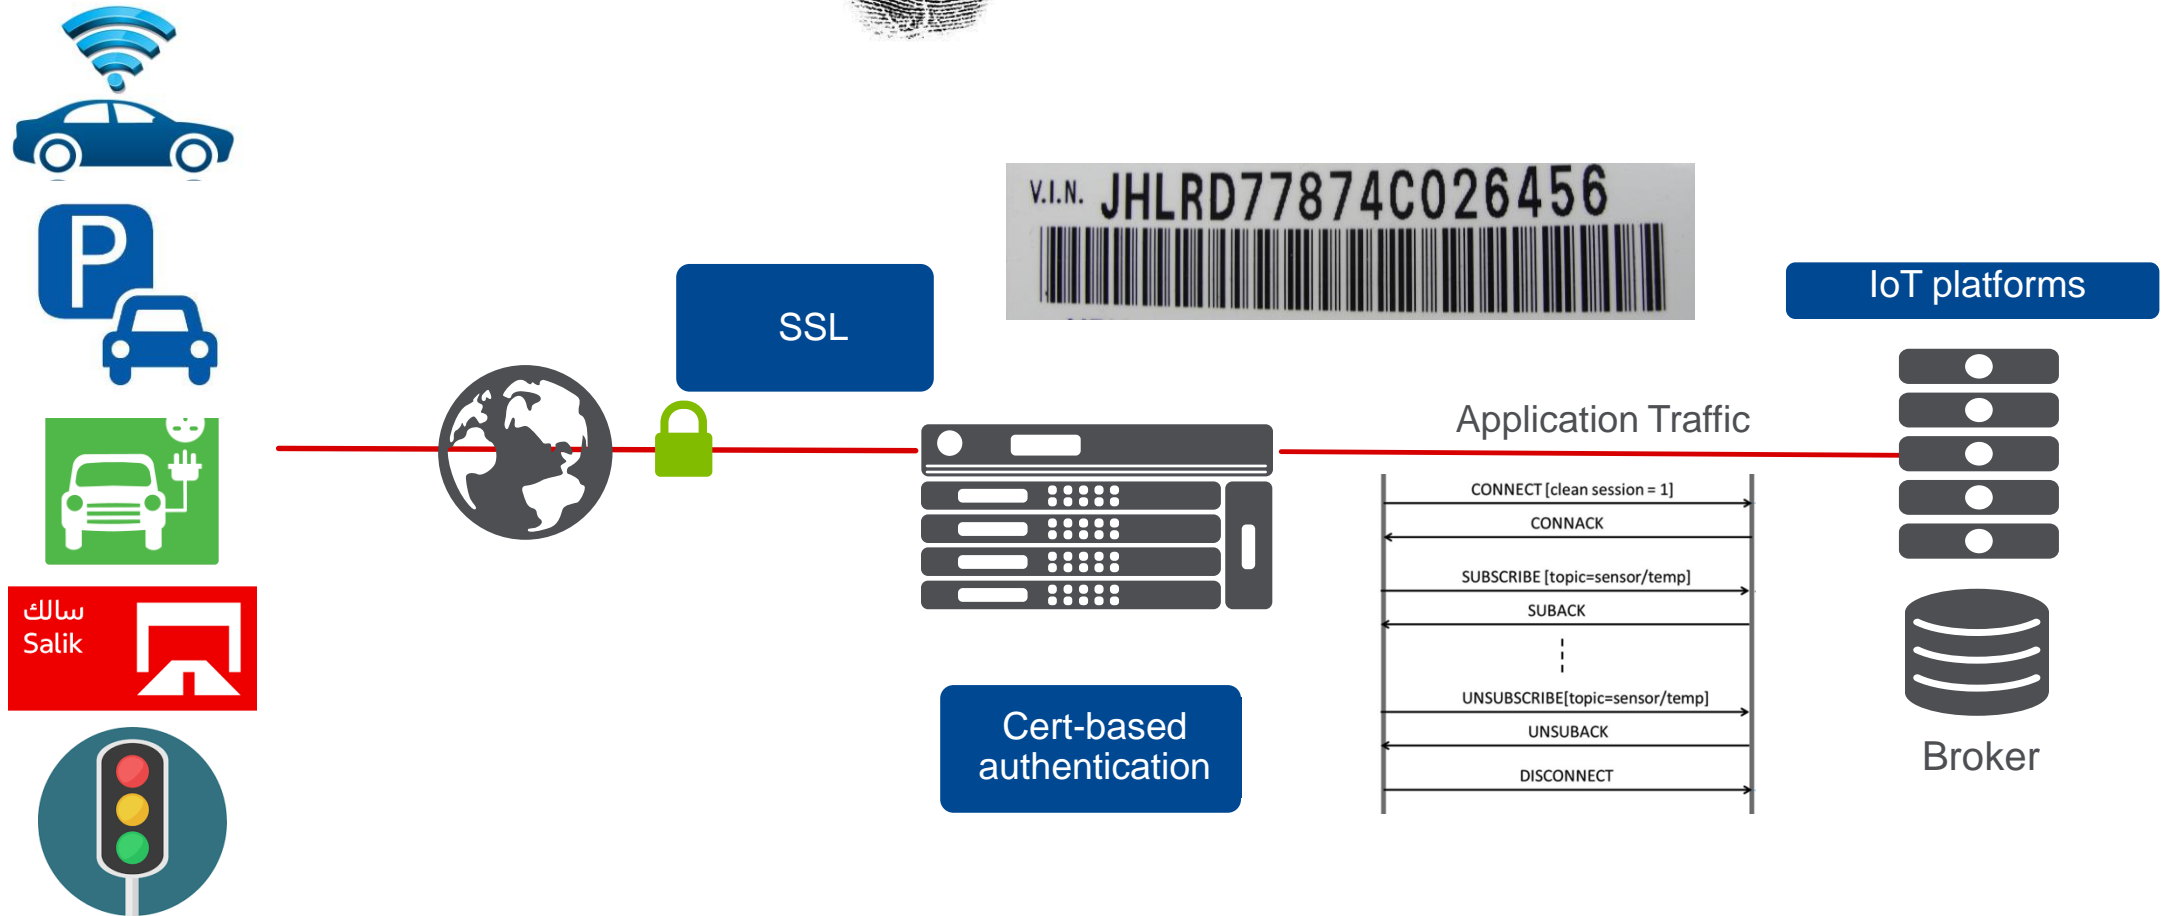 P
سالك
Salik
SSL
V.I.N. JHLRD77874C026456
IoT platforms
Application Traffic
CONNECT [clean session = 1]
CONNACK
SUBSCRIBE [topic=sensor/temp]
SUBACK
UNSUBSCRIBE[topic=sensor/temp]
UNSUBACK
DISCONNECT
Cert-based
authentication
Broker